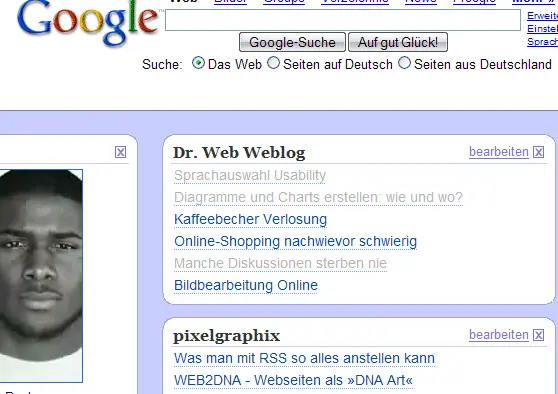 Web Bilder Groups Verzeichnis News Froogle Mehr »
Google™
Erweite
Einstel
Sprach
Google-Suche Auf gut Glück!
Suche: Das Web Seiten auf Deutsch Seiten aus Deutschland
Dr. Web Weblog bearbeiten
Sprachauswahl Usability
Diagramme und Charts erstellen: wie und wo?
Kaffeebecher Verlosung
Online-Shopping nachwievor schwierig
Manche Diskussionen sterben nie
Bildbearbeitung Online
pixelgraphix bearbeiten
Was man mit RSS so alles anstellen kann
WEB2DNA - Webseiten als »DNA Art«